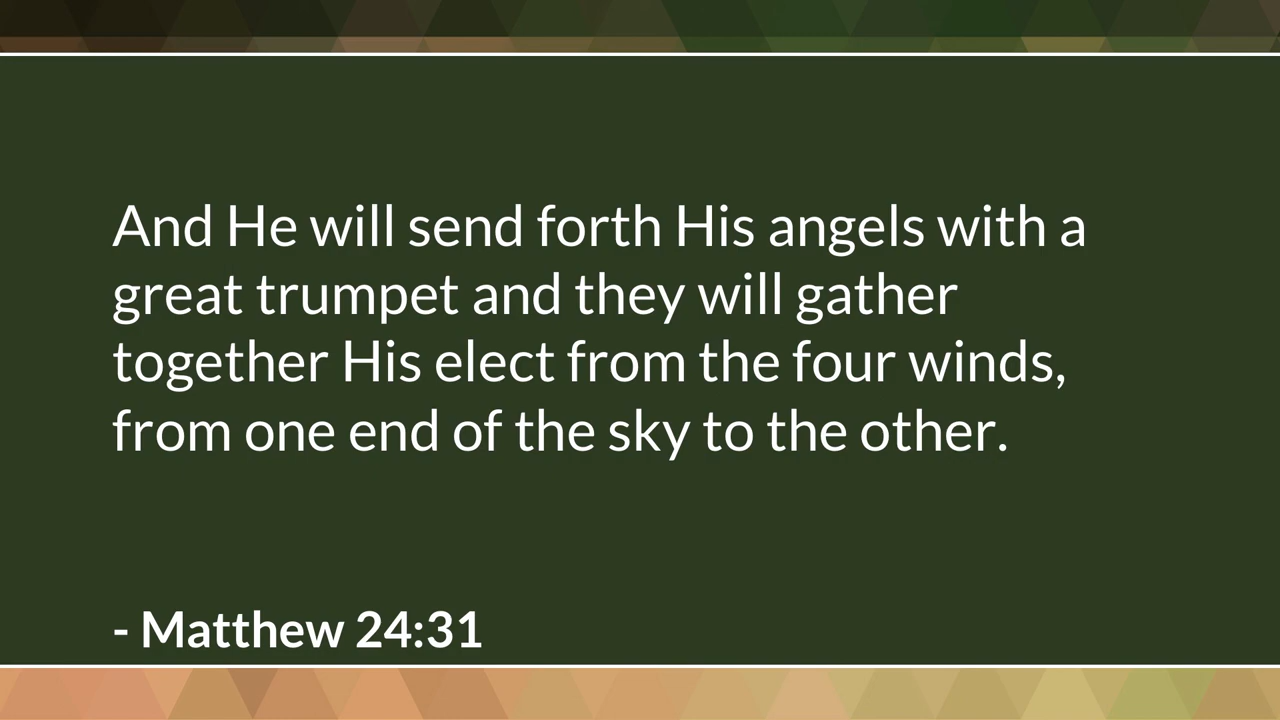 And He will send forth His angels with a
great trumpet and they will gather
together His elect from the four winds,
from one end of the sky to the other.
- Matthew 24:31